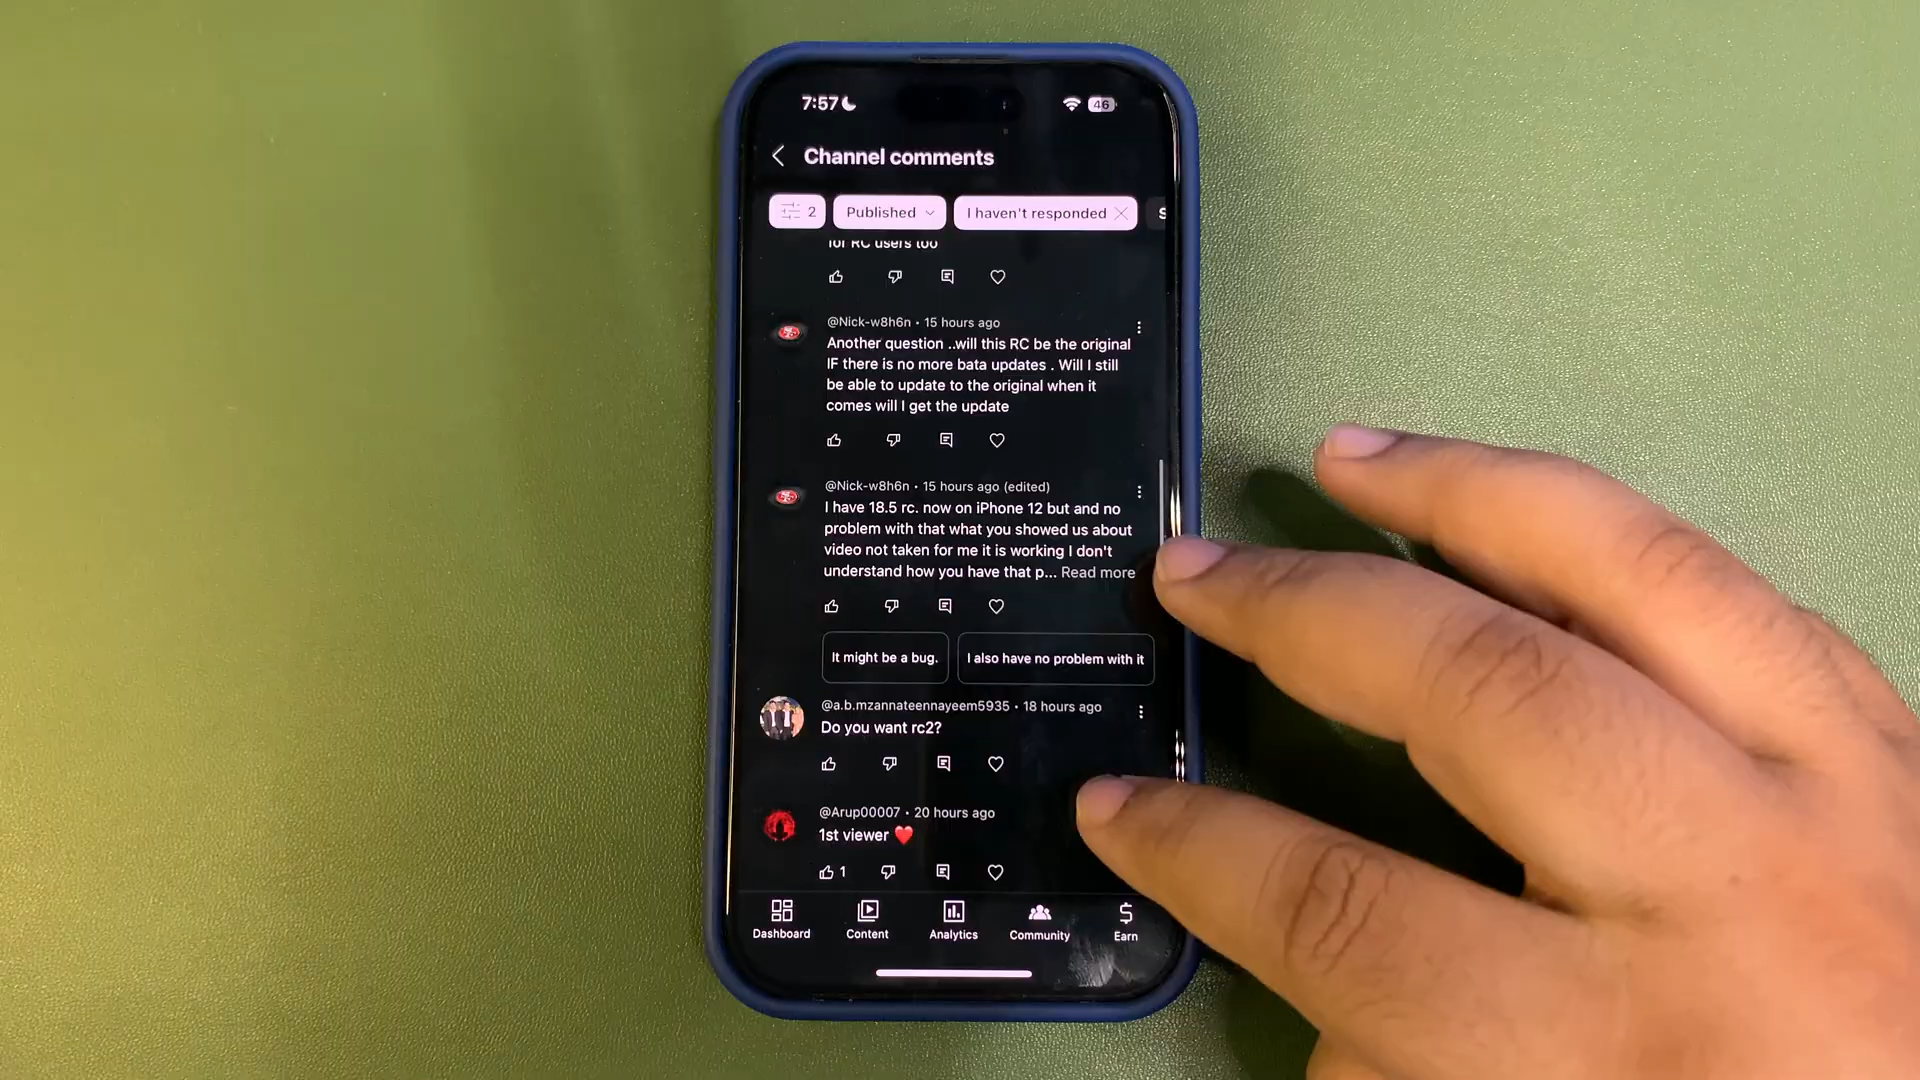 7:57
46
Channel comments
2
Published
I haven't responded
S
for RC users too
@Nick-w8h6n • 15 hours ago
Another question ..will this RC be the original
IF there is no more bata updates . Will I still
be able to update to the original when it
comes will I get the update
@Nick-w8h6n • 15 hours ago (edited)
I have 18.5 rc. now on iPhone 12 but and no
problem with that what you showed us about
video not taken for me it is working I don't
understand how you have that p... Read more
It might be a bug.
I also have no problem with it
@a.b.mzannateennayeem5935 • 18 hours ago
Do you want rc2?
@Arup00007 • 20 hours ago
1st viewer ❤️
1
Dashboard
Content
Analytics
Community
Earn